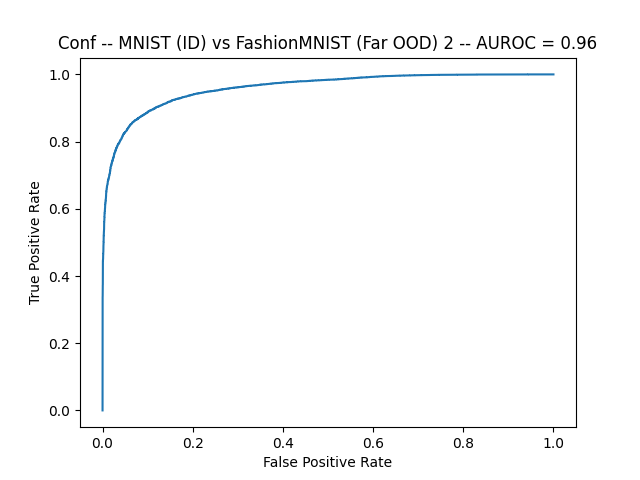 Conf -- MNIST (ID) vs FashionMNIST (Far OOD) 2 -- AUROC = 0.96
1.0
0.8
0.6
0.4
0.2
0.0
True Positive Rate
0.0 0.2 0.4 0.6 0.8 1.0
False Positive Rate